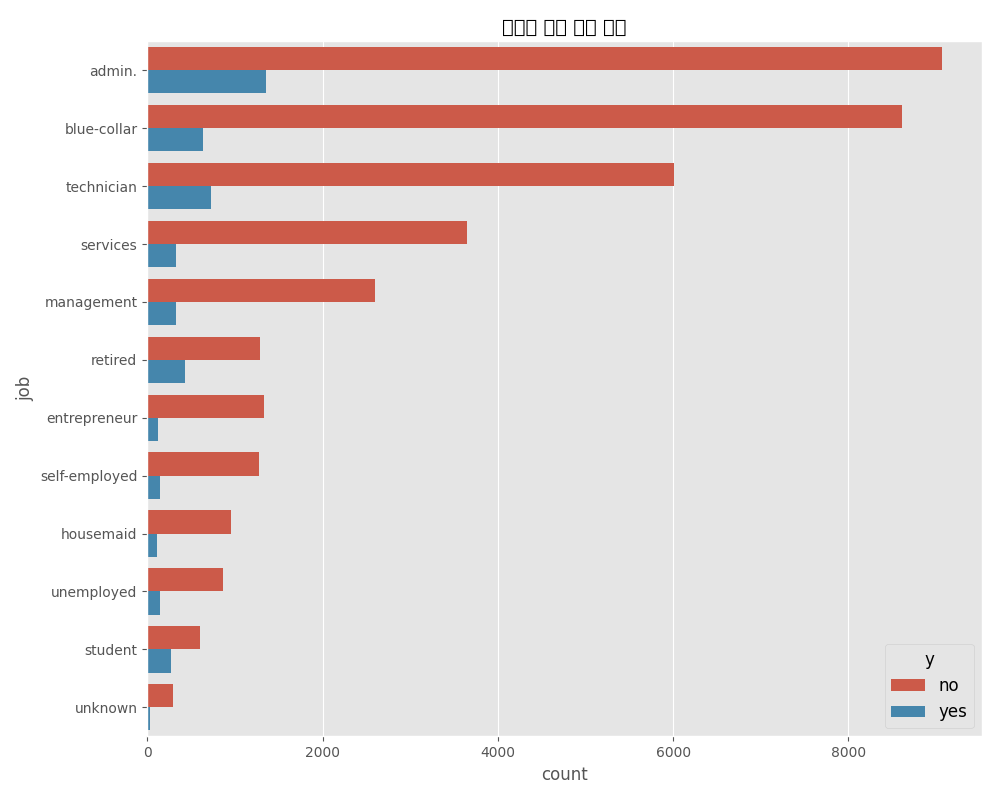 admin.
blue-collar
technician
services
management
retired
entrepreneur
self-employed
housemaid
unemployed
student
unknown
job
0 2000 4000 6000 8000
count
y
no
yes